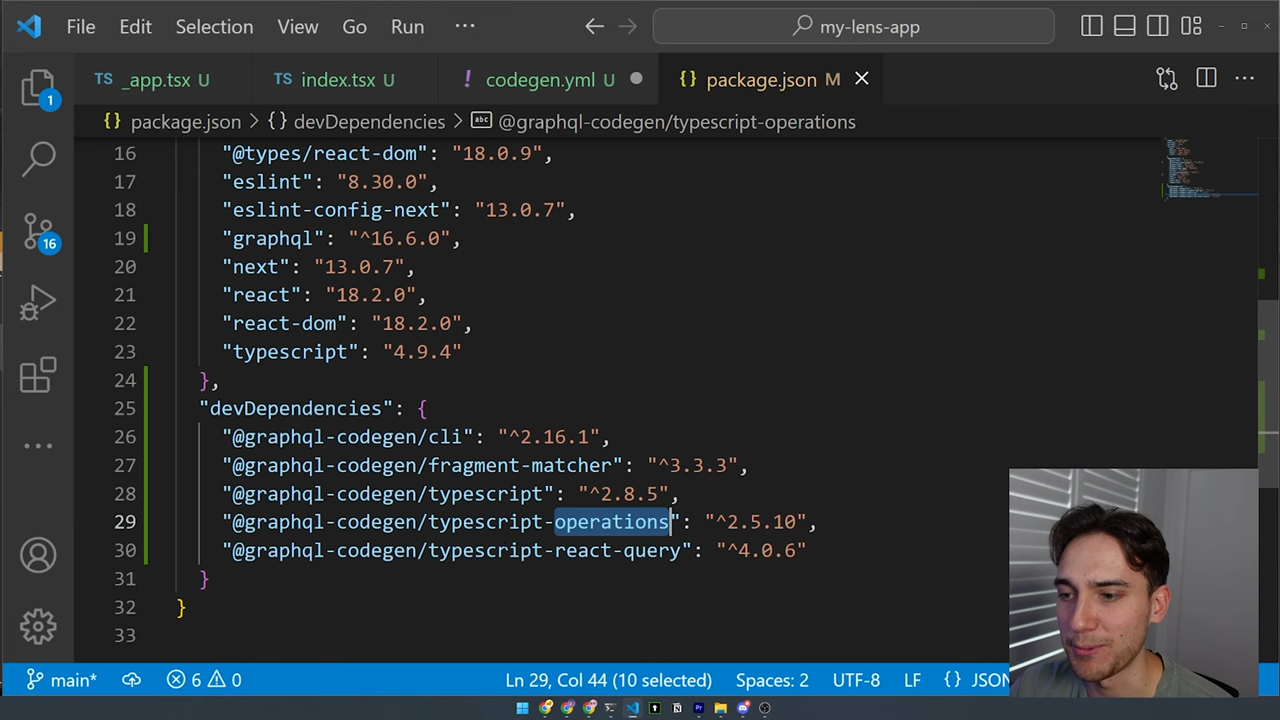 File Edit Selection View Go Run ··· my-lens-app
TS _app.tsx U TS index.tsx U ! codegen.yml U {} package.json M
{} package.json > {} devDependencies > abc @graphql-codegen/typescript-operations
16 "@types/react-dom": "18.0.9",
17 "eslint": "8.30.0",
18 "eslint-config-next": "13.0.7",
19 "graphql": "^16.6.0",
20 "next": "13.0.7",
21 "react": "18.2.0",
22 "react-dom": "18.2.0",
23 "typescript": "4.9.4"
24 },
25 "devDependencies": {
26 "@graphql-codegen/cli": "^2.16.1",
27 "@graphql-codegen/fragment-matcher": "^3.3.3",
28 "@graphql-codegen/typescript": "^2.8.5",
29 "@graphql-codegen/typescript-operations": "^2.5.10",
30 "@graphql-codegen/typescript-react-query": "^4.0.6"
31 }
32 }
33
1
16
main* 6 0 Ln 29, Col 44 (10 selected) Spaces: 2 UTF-8 LF {} JSON